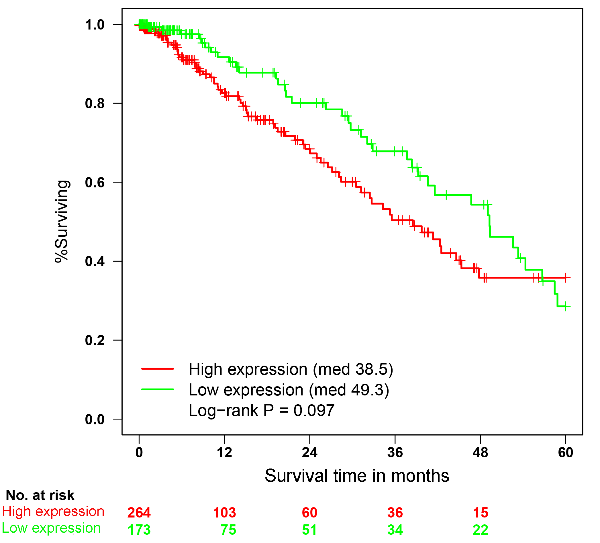 1.0
0.8
0.6
0.4
0.2
0.0
%Surviving
High expression (med 38.5)
Low expression (med 49.3)
Log−rank P = 0.097
0 12 24 36 48 60
Survival time in months
No. at risk
High expression 264 103 60 36 15
Low expression 173 75 51 34 22